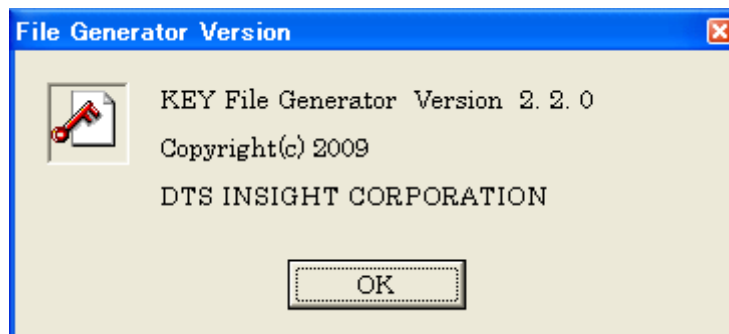 File Generator Version
KEY File Generator Version 2. 2. 0
Copyright(c) 2009
DTS INSIGHT CORPORATION
OK